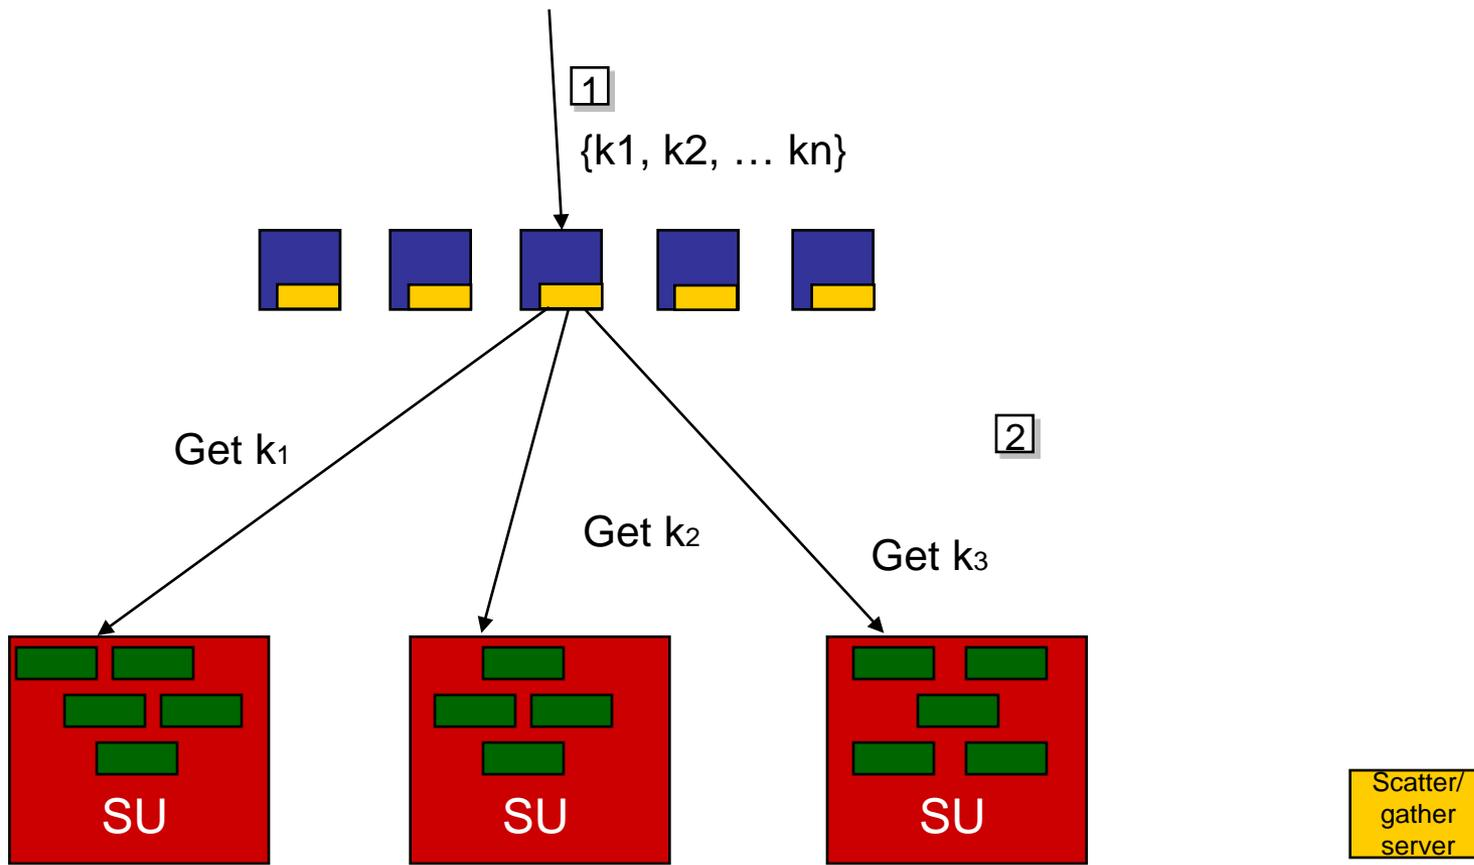 1
{k1, k2, … kn}
2
Get k1
Get k2
Get k3
SU
SU
SU
Scatter/
gather
server